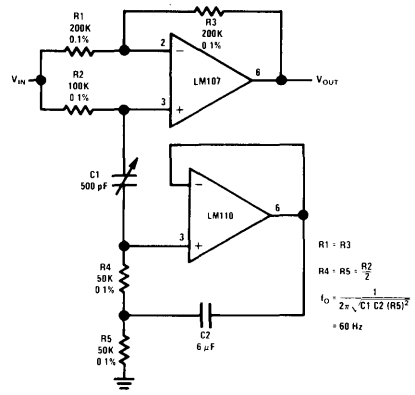 R1
200K
0.1%
R3
200K
0 1%
2
−
6
LM107
VIN
VOUT
R2
100K
0 1%
3
+
C1
500 pF
−
6
LM110
3
+
R4
50K
0 1%
C2
6 μF
R5
50K
0 1%
R1 = R3
R4 = R5 = R2/2
fO = 1/2π √C1 C2 (R5)²
= 60 Hz